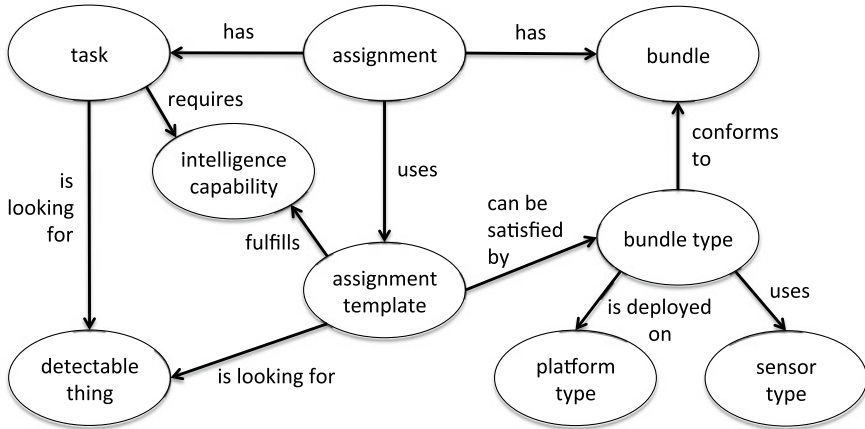 has
has
task
assignment
bundle
requires
conforms
to
intelligence
capability
uses
is
looking
for
can be
satisfied
by
fulfills
bundle type
assignment
template
uses
is deployed
on
detectable
thing
is looking for
platform
type
sensor
type